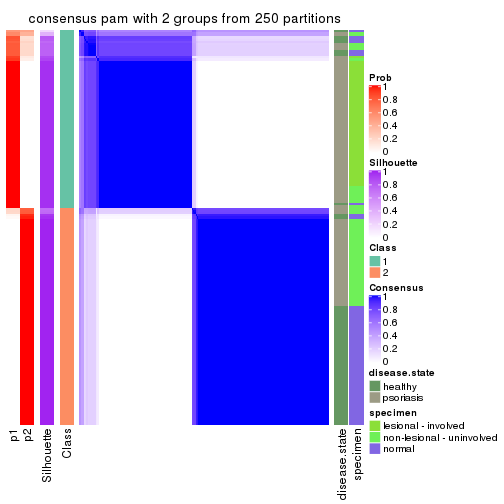 consensus pam with 2 groups from 250 partitions
Prob
1
0.8
0.6
0.4
0.2
0
Silhouette
1
0.8
0.6
0.4
0.2
0
Class
1
2
Consensus
1
0.8
0.6
0.4
0.2
0
disease.state
healthy
psoriasis
specimen
lesional - involved
non-lesional - uninvolved
normal
p1
p2
Silhouette
Class
disease.state
specimen